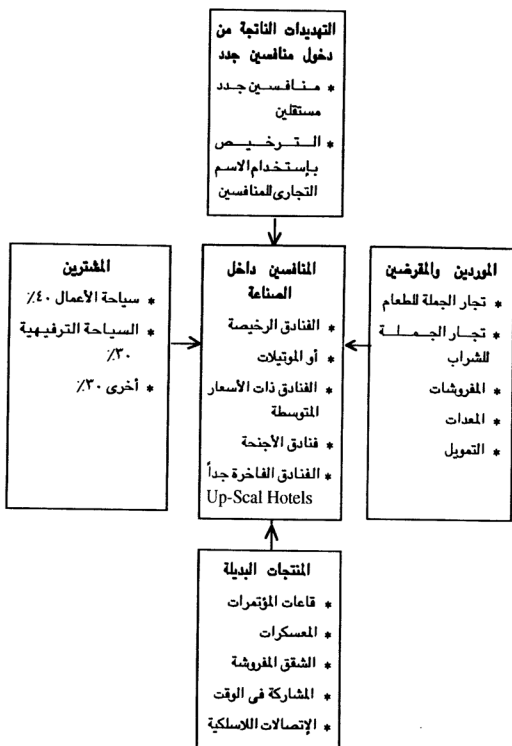 التهديدات الناتجة من
دخول منافسين جدد
* منافسين جدد
مستقلين
* الترخيص
بإستخدام الاسم
التجارى للمنافسين
الموردين والمقرضين
* تجار الجملة للطعام
* تجار الجملة
للشراب
* المفروشات
* المعدات
* التمويل
المنافسين داخل
الصناعة
* الفنادق الرخيصة
* أو الموتيلات
* الفنادق ذات الأسعار
المتوسطة
* فنادق الأجنحة
* الفنادق الفاخرة جداً
Up-Scal Hotels
المشترين
* سياحة الأعمال ٤٠٪
* السياحة الترفيهية
٣٠٪
* أخرى ٣٠٪
المنتجات البديلة
* قاعات المؤتمرات
* المعسكرات
* الشقق المفروشة
* المشاركة فى الوقت
* الإتصالات اللاسلكية